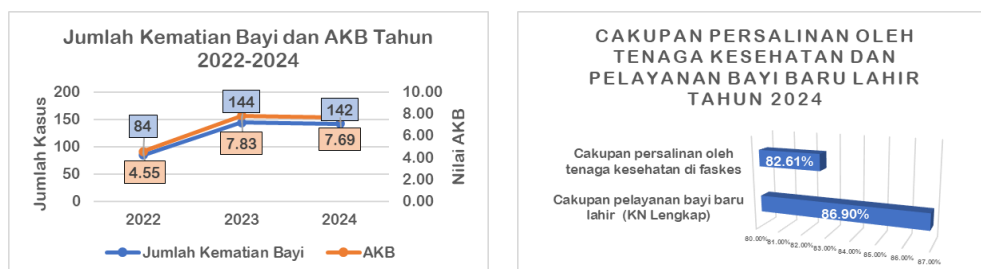 Jumlah Kematian Bayi dan AKB Tahun
2022-2024
Jumlah Kasus
200
150
100
50
0
84
144
142
4.55
7.83
7.69
10.00
8.00
6.00
4.00
2.00
0.00
Nilai AKB
2022
2023
2024
Jumlah Kematian Bayi
AKB
CAKUPAN PERSALINAN OLEH
TENAGA KESEHATAN DAN
PELAYANAN BAYI BARU LAHIR
TAHUN 2024
Cakupan persalinan oleh
tenaga kesehatan di faskes
82.61%
Cakupan pelayanan bayi baru
lahir (KN Lengkap)
86.90%
80.00%
81.00%
82.00%
83.00%
84.00%
85.00%
86.00%
87.00%